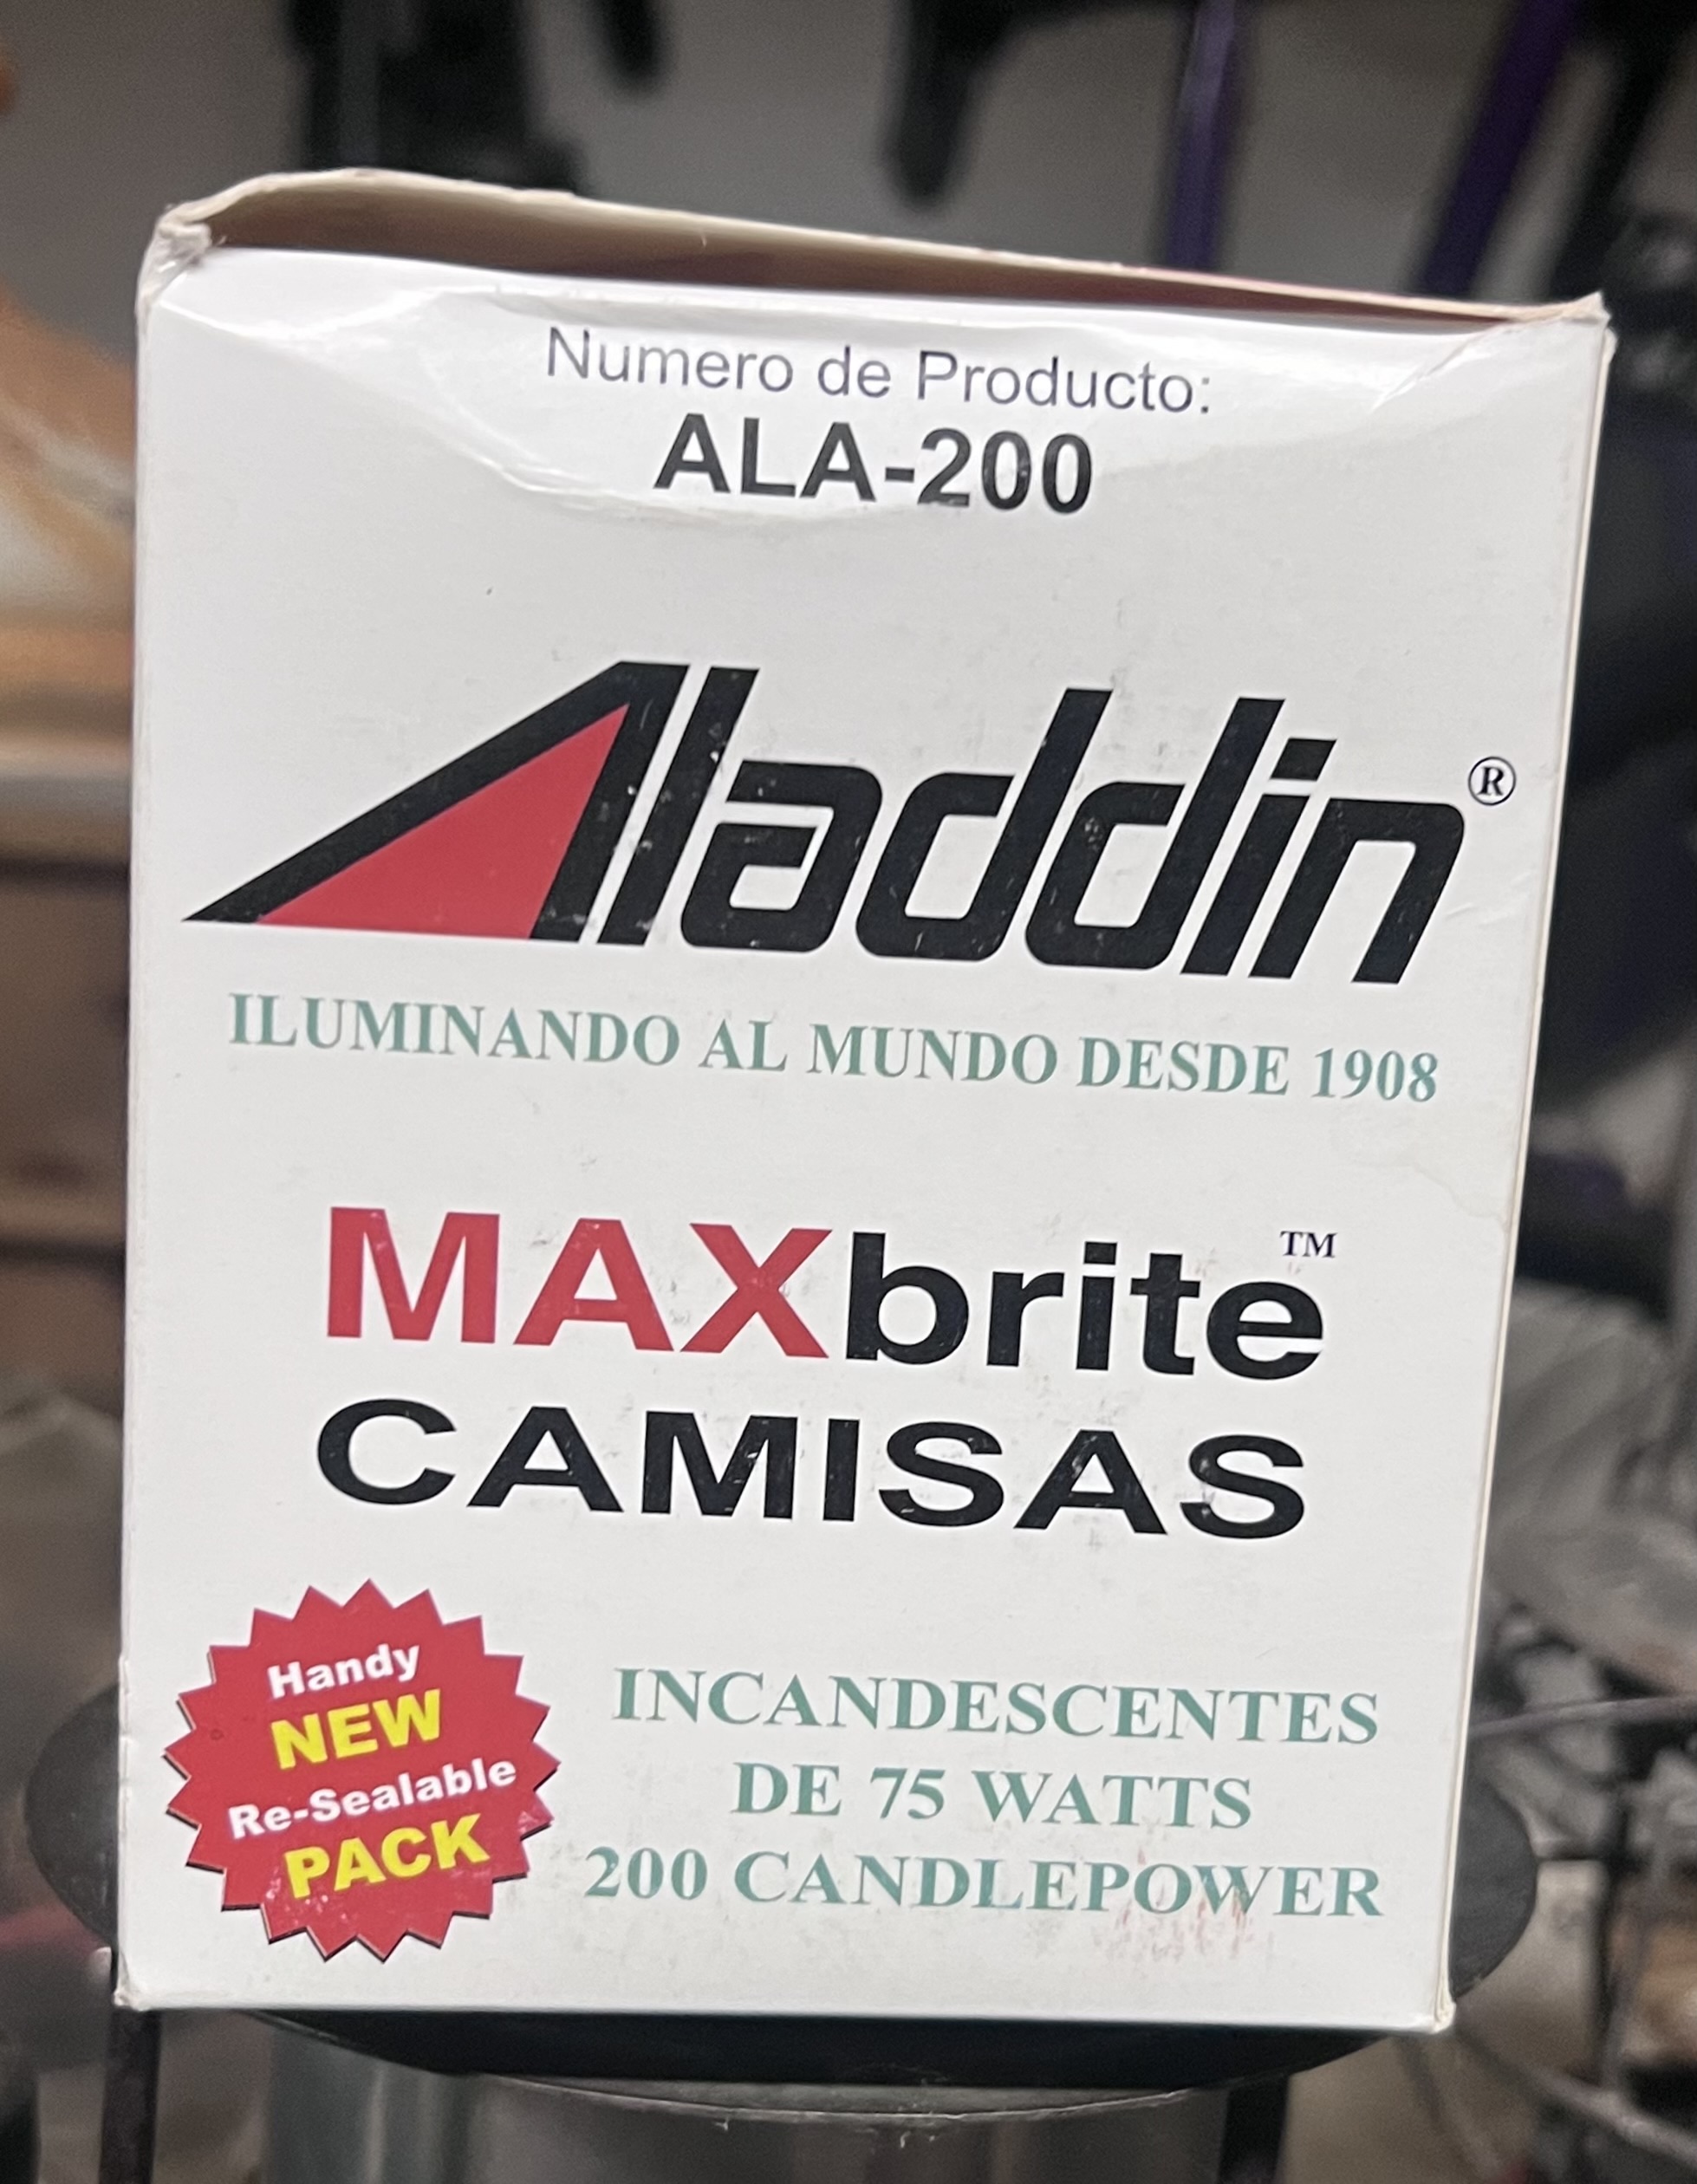 Numero de Producto:
ALA-200
Aladdin®
ILUMINANDO AL MUNDO DESDE 1908
MAXbrite™
CAMISAS
Handy
NEW
Re-Sealable
PACK
INCANDESCENTES
DE 75 WATTS
200 CANDLEPOWER